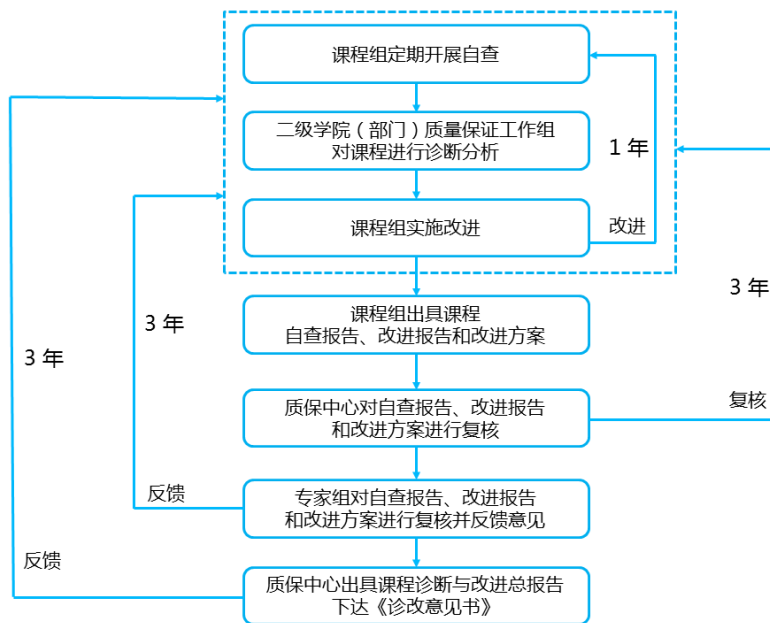 课程组定期开展自查
二级学院（部门）质量保证工作组
对课程进行诊断分析
1 年
课程组实施改进
改进
课程组出具课程
自查报告、改进报告和改进方案
3 年
3 年
3 年
质保中心对自查报告、改进报告
和改进方案进行复核
复核
专家组对自查报告、改进报告
和改进方案进行复核并反馈意见
反馈
反馈
质保中心出具课程诊断与改进总报告
下达《诊改意见书》